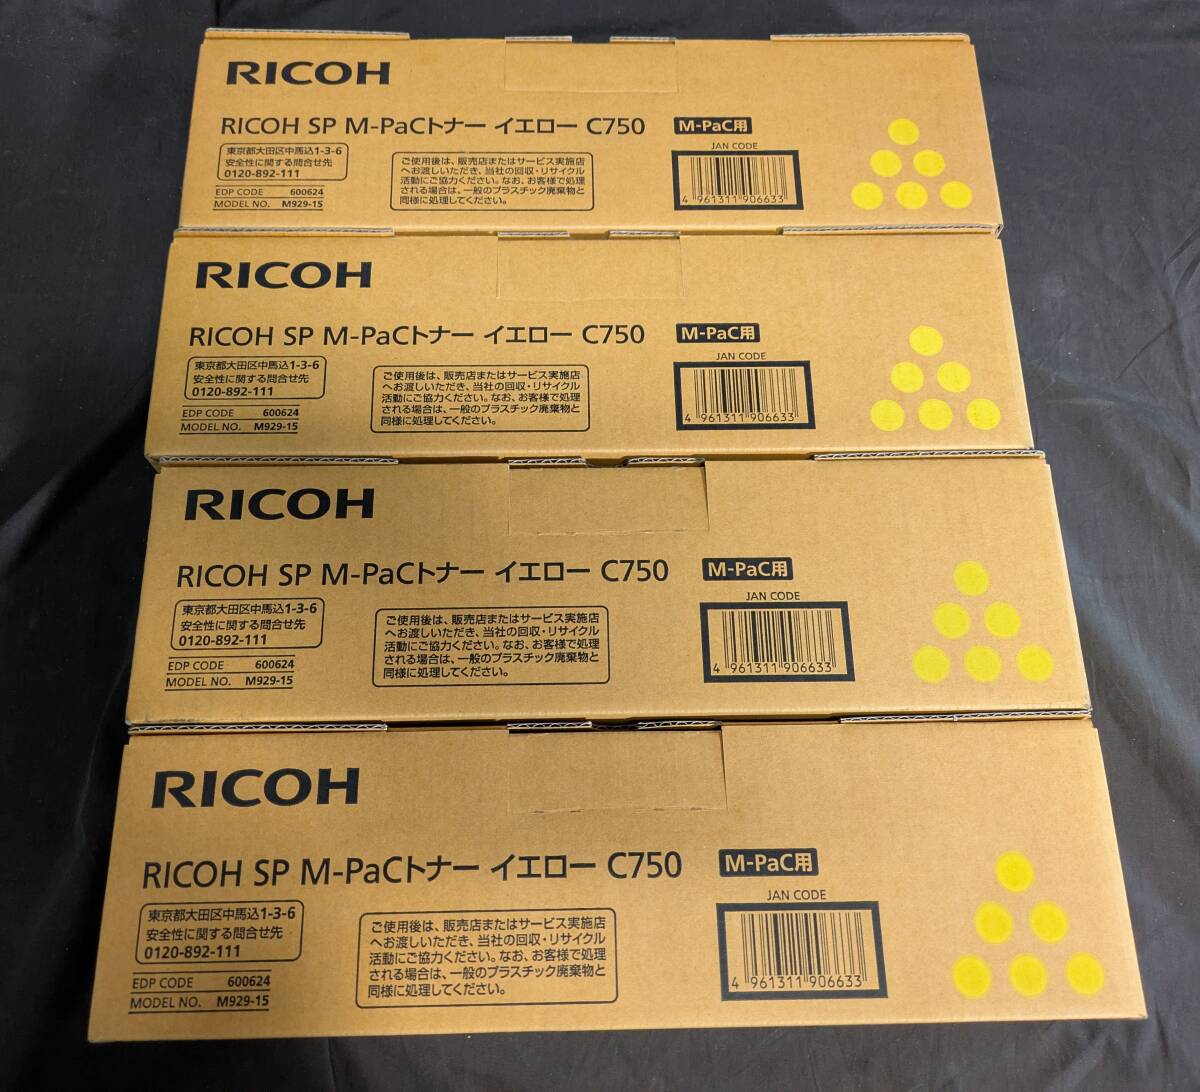 RICOH
RICOH SP M-PaCトナー イエロー C750 M-PaC用
東京都大田区中馬込1-3-6
安全性に関する問合せ先
0120-892-111
EDP CODE 600624
MODEL NO. M929-15
ご使用後は、販売店またはサービス実施店
へお渡しいただき、当社の回収・リサイクル
活動にご協力ください。なお、お客様で処理
される場合は、一般のプラスチック廃棄物と
同様に処理してください。
JAN CODE
4 961311 906633
RICOH
RICOH SP M-PaCトナー イエロー C750 M-PaC用
東京都大田区中馬込1-3-6
安全性に関する問合せ先
0120-892-111
EDP CODE 600624
MODEL NO. M929-15
ご使用後は、販売店またはサービス実施店
へお渡しいただき、当社の回収・リサイクル
活動にご協力ください。なお、お客様で処理
される場合は、一般のプラスチック廃棄物と
同様に処理してください。
JAN CODE
4 961311 906633
RICOH
RICOH SP M-PaCトナー イエロー C750 M-PaC用
東京都大田区中馬込1-3-6
安全性に関する問合せ先
0120-892-111
EDP CODE 600624
MODEL NO. M929-15
ご使用後は、販売店またはサービス実施店
へお渡しいただき、当社の回収・リサイクル
活動にご協力ください。なお、お客様で処理
される場合は、一般のプラスチック廃棄物と
同様に処理してください。
JAN CODE
4 961311 906633
RICOH
RICOH SP M-PaCトナー イエロー C750 M-PaC用
東京都大田区中馬込1-3-6
安全性に関する問合せ先
0120-892-111
EDP CODE 600624
MODEL NO. M929-15
ご使用後は、販売店またはサービス実施店
へお渡しいただき、当社の回収・リサイクル
活動にご協力ください。なお、お客様で処理
される場合は、一般のプラスチック廃棄物と
同様に処理してください。
JAN CODE
4 961311 906633